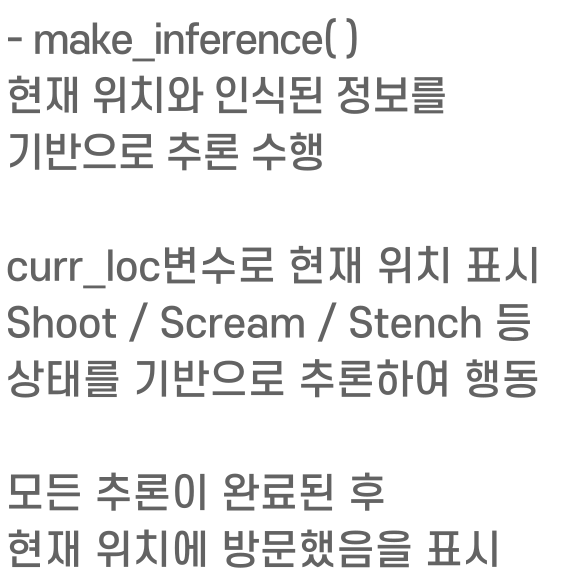 - make_inference( )
현재 위치와 인식된 정보를
기반으로 추론 수행
curr_loc변수로 현재 위치 표시
Shoot / Scream / Stench 등
상태를 기반으로 추론하여 행동
모든 추론이 완료된 후
현재 위치에 방문했음을 표시